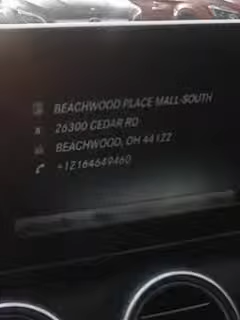 BEACHWOOD PLACE MALL-SOUTH
26300 CEDAR RD
BEACHWOOD, OH 44122
+12164649460